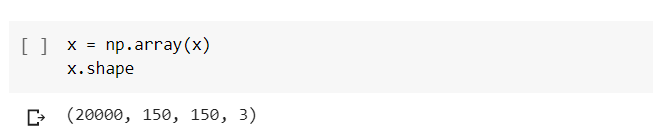 [ ] x = np.array(x)
x.shape
(20000, 150, 150, 3)